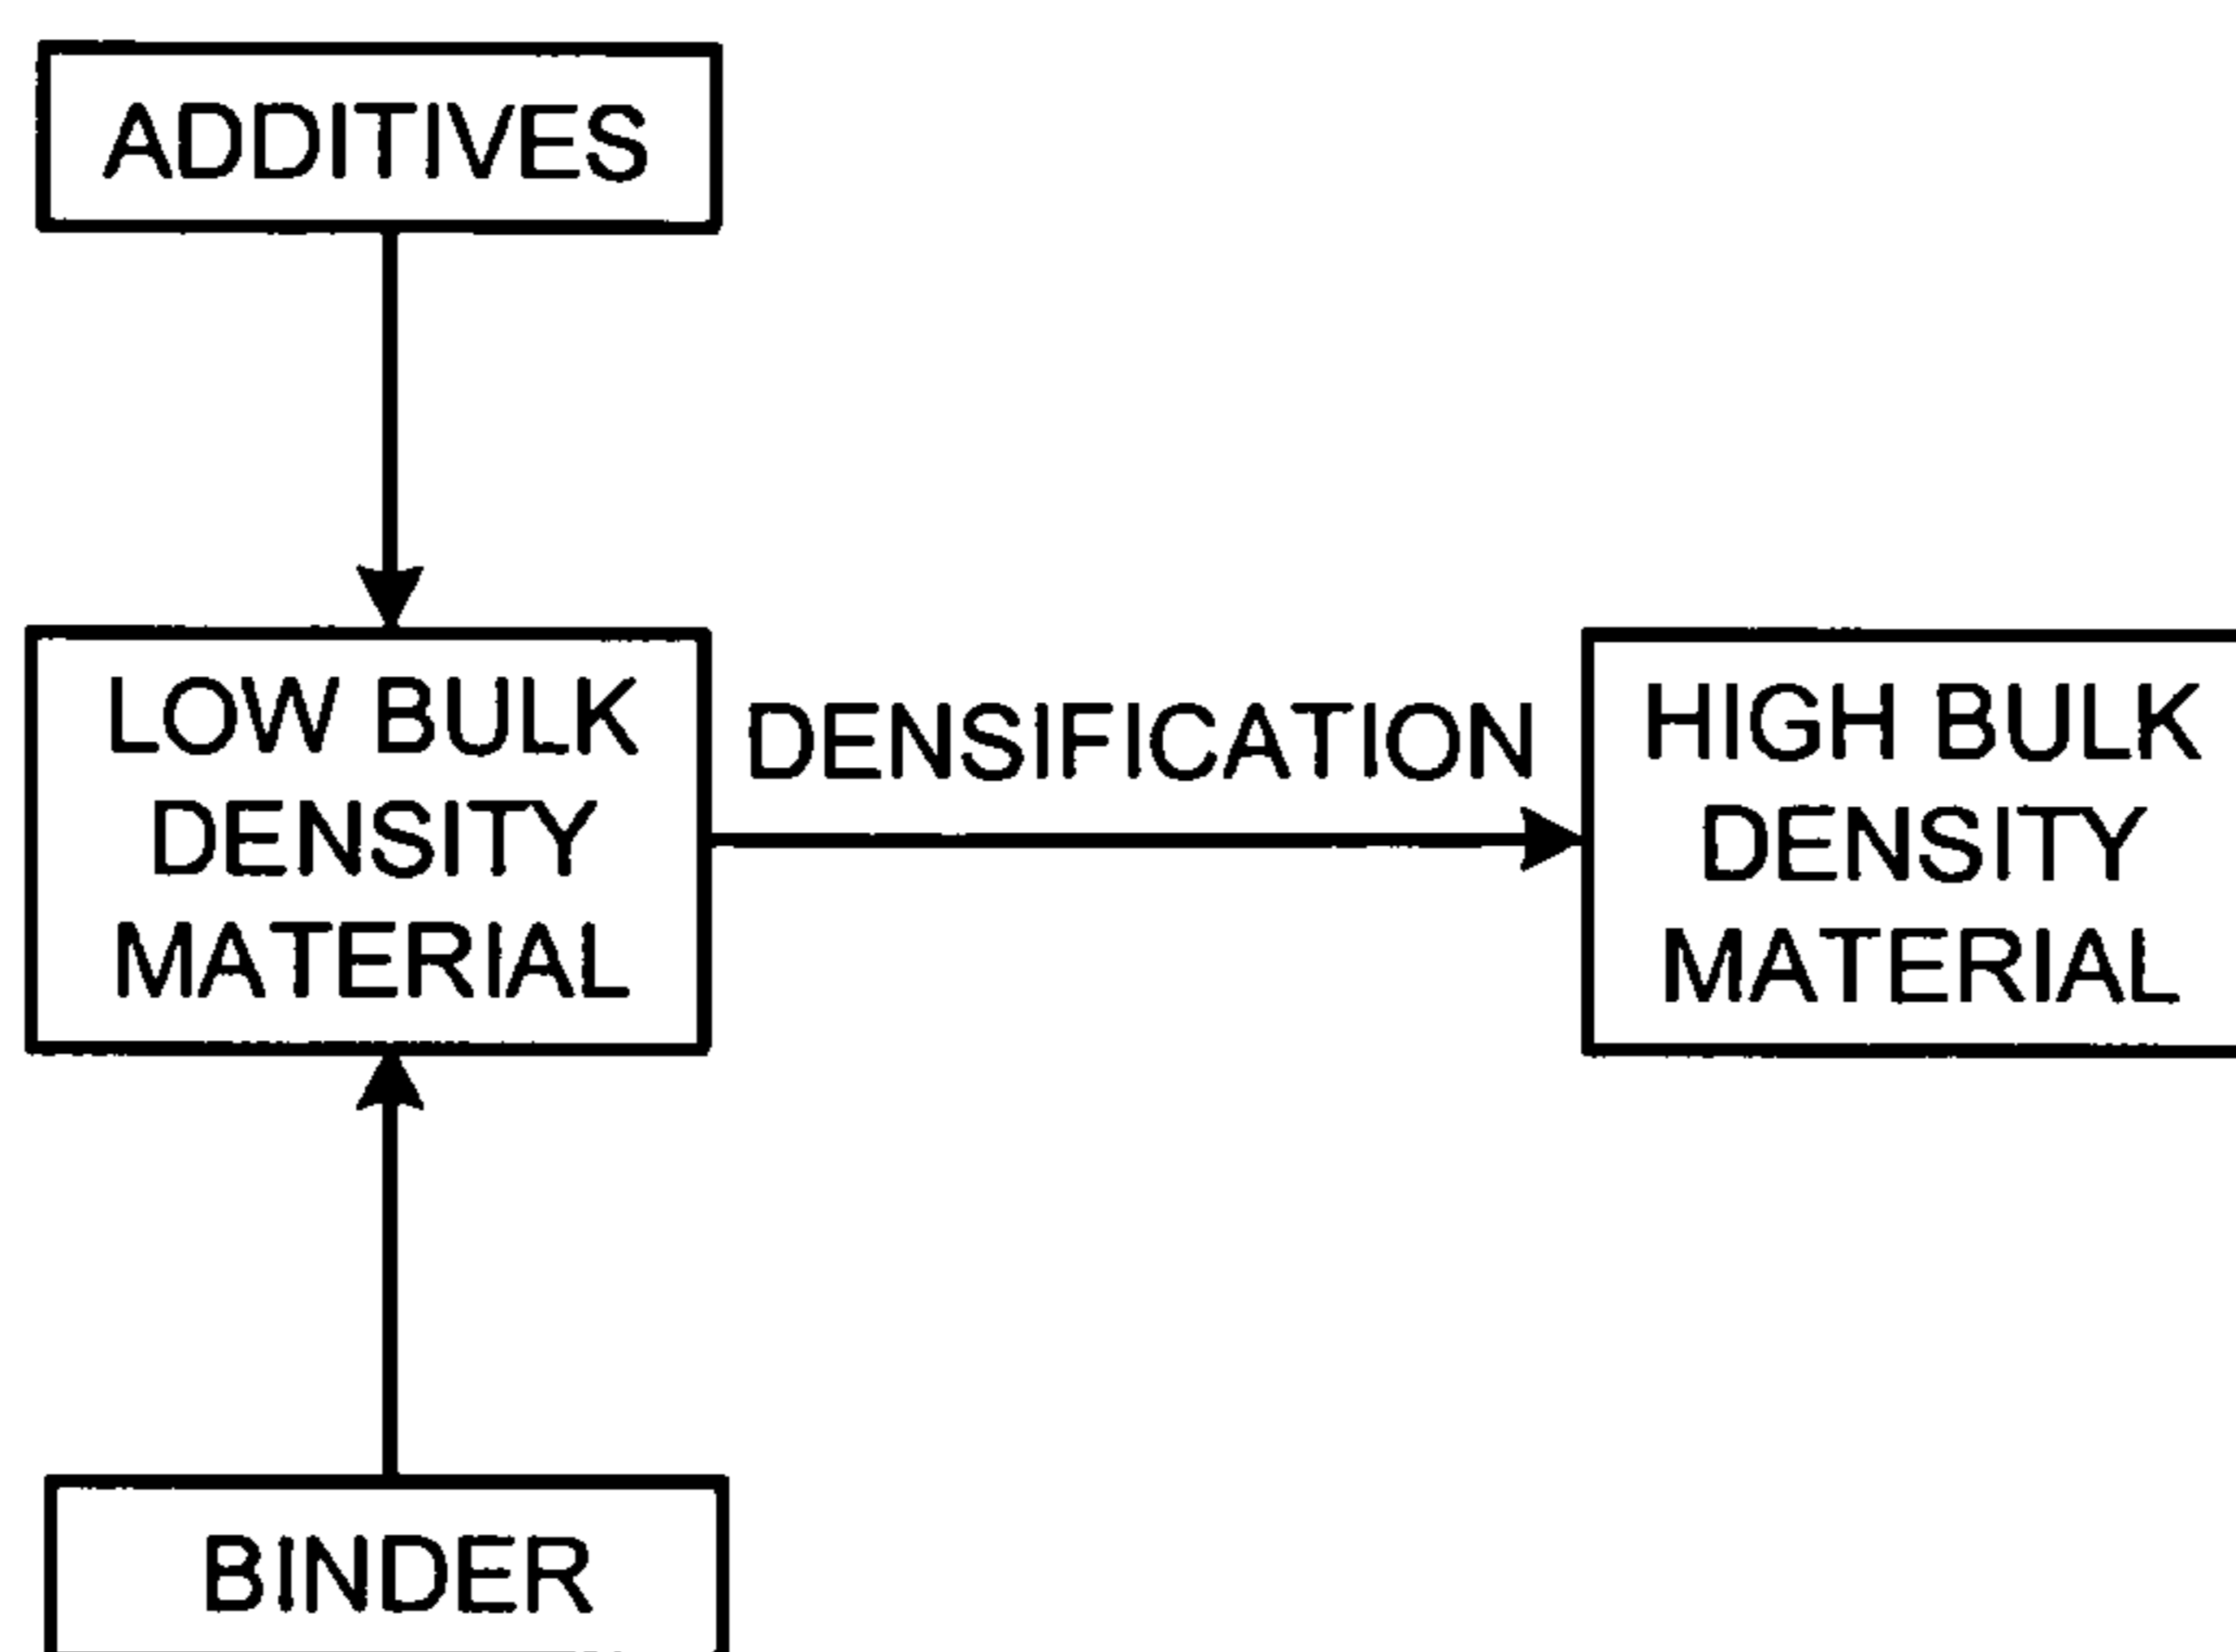 ADDITIVES
LOW BULK
DENSITY
MATERIAL
DENSIFICATION
HIGH BULK
DENSITY
MATERIAL
BINDER